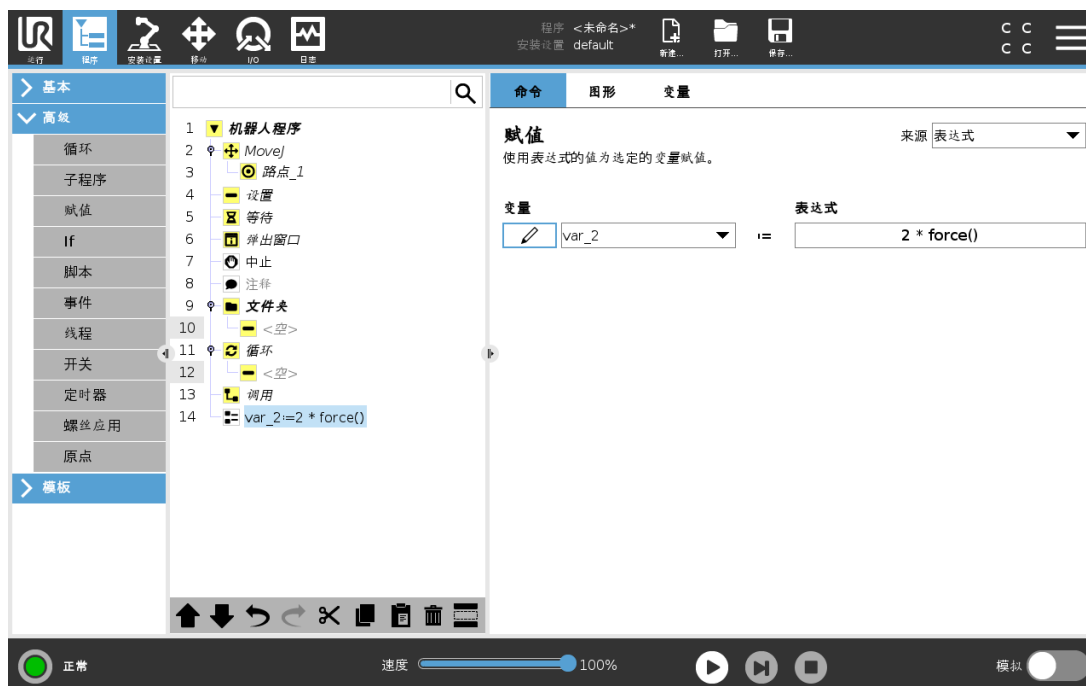 UR
运行
程序
安装设置
移动
I/O
日志
程序 <未命名>*
安装设置 default
新建...
打开...
保存...
C C
C C
基本
高级
循环
子程序
赋值
If
脚本
事件
线程
开关
定时器
螺丝应用
原点
模板
1 机器人程序
2 MoveJ
3 路点_1
4 设置
5 等待
6 弹出窗口
7 中止
8 注释
9 文件夹
10 <空>
11 循环
12 <空>
13 调用
14 var_2:=2 * force()
命令 图形 变量
赋值
来源 表达式
使用表达式的值为选定的变量赋值。
变量 表达式
var_2 := 2 * force()
正常
速度 100%
模拟